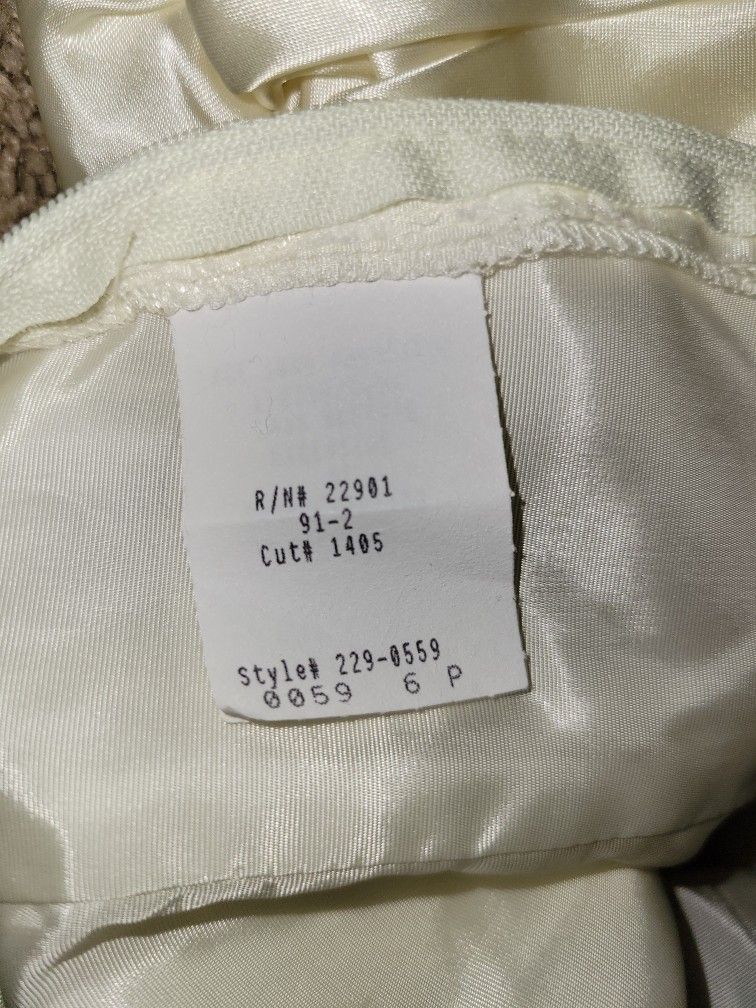 R/N# 22901
91-2
Cut# 1405
Style# 229-0559
0059 6 P